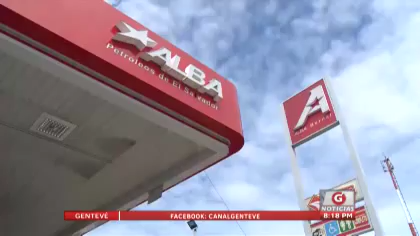 ALBA
Petróleos de El Salvador
A
G
NOTICIAS
8:18 PM
GENTEVÉ
FACEBOOK: CANALGENTEVE